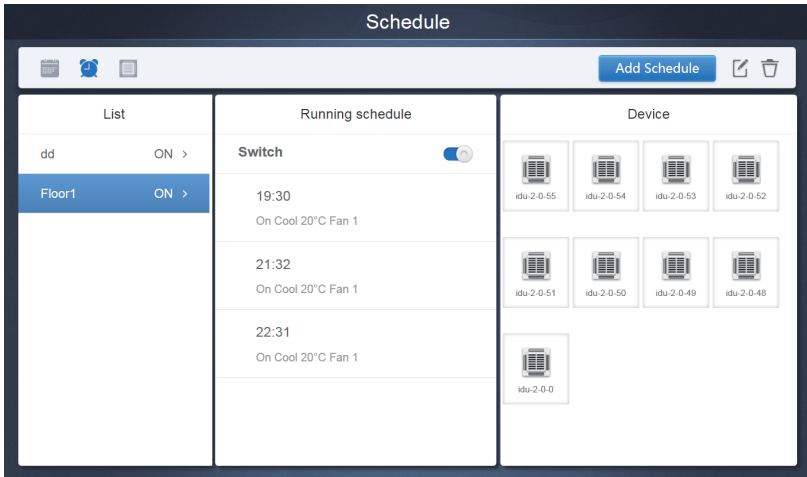 Schedule
Add Schedule
List
Running schedule
Device
dd ON >
Floor1 ON >
Switch
19:30
On Cool 20°C Fan 1
21:32
On Cool 20°C Fan 1
22:31
On Cool 20°C Fan 1
idu-2-0-55 idu-2-0-54 idu-2-0-53 idu-2-0-52
idu-2-0-51 idu-2-0-50 idu-2-0-49 idu-2-0-48
idu-2-0-0